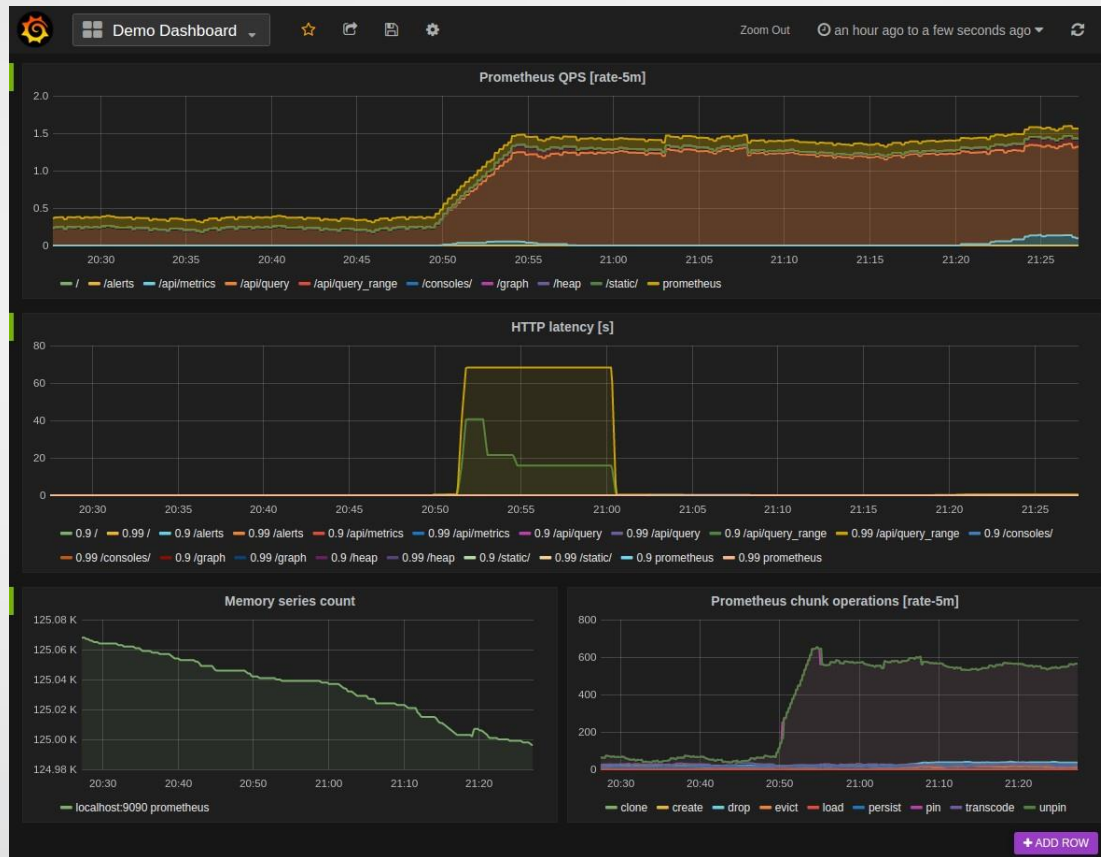 Demo Dashboard
Zoom Out an hour ago to a few seconds ago
Prometheus QPS [rate-5m]
2.0
1.5
1.0
0.5
0
20:30 20:35 20:40 20:45 20:50 20:55 21:00 21:05 21:10 21:15 21:20 21:25
/ /alerts /api/metrics /api/query /api/query_range /consoles/ /graph /heap /static/ prometheus
HTTP latency [s]
80
60
40
20
0
20:30 20:35 20:40 20:45 20:50 20:55 21:00 21:05 21:10 21:15 21:20 21:25
0.9 / 0.99 / 0.9 /alerts 0.99 /alerts 0.9 /api/metrics 0.99 /api/metrics 0.9 /api/query 0.99 /api/query 0.9 /api/query_range 0.99 /api/query_range 0.9 /consoles/
0.99 /consoles/ 0.9 /graph 0.99 /graph 0.9 /heap 0.99 /heap 0.9 /static/ 0.99 /static/ 0.9 prometheus 0.99 prometheus
Memory series count
125.08 K
125.06 K
125.04 K
125.02 K
125.00 K
124.98 K
20:30 20:40 20:50 21:00 21:10 21:20
localhost:9090 prometheus
Prometheus chunk operations [rate-5m]
800
600
400
200
0
20:30 20:40 20:50 21:00 21:10 21:20
clone create drop evict load persist pin transcode unpin
+ ADD ROW